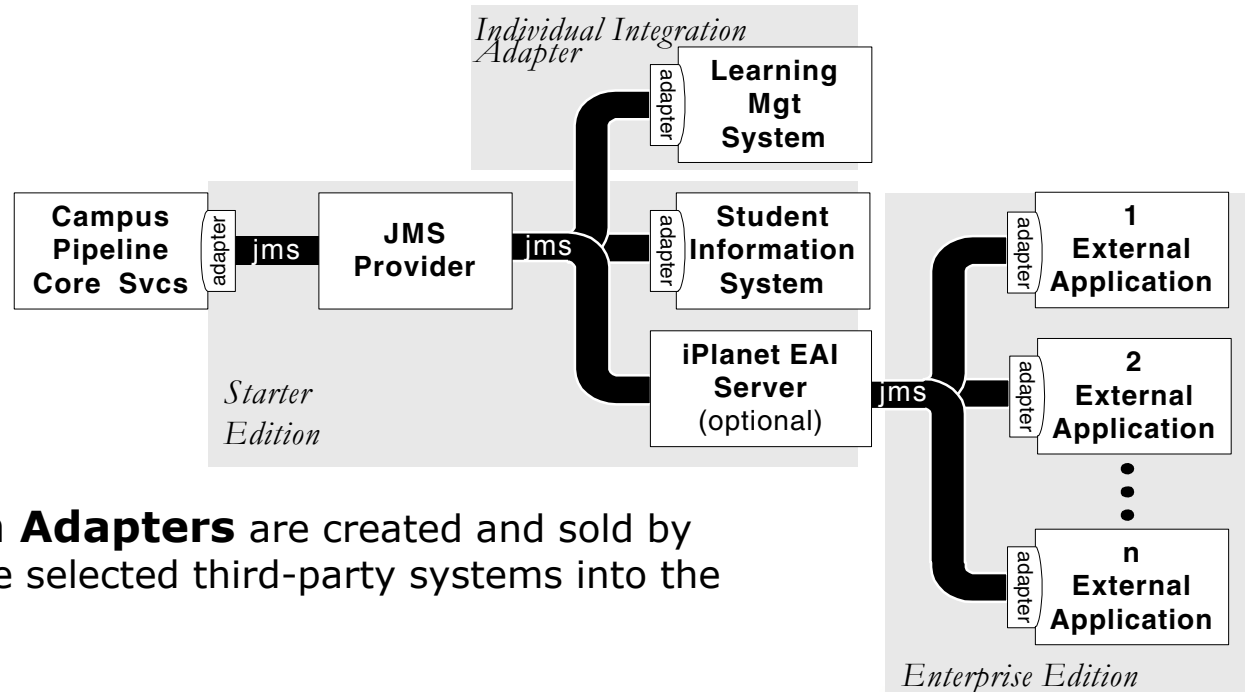 Individual Integration
Adapter
adapter
Learning
Mgt
System
Campus
Pipeline
Core Svcs
adapter
jms
JMS
Provider
jms
adapter
Student
Information
System
iPlanet EAI
Server
(optional)
jms
Starter
Edition
adapter
1
External
Application
adapter
2
External
Application
adapter
n
External
Application
Enterprise Edition
Adapters are created and sold by
selected third-party systems into the